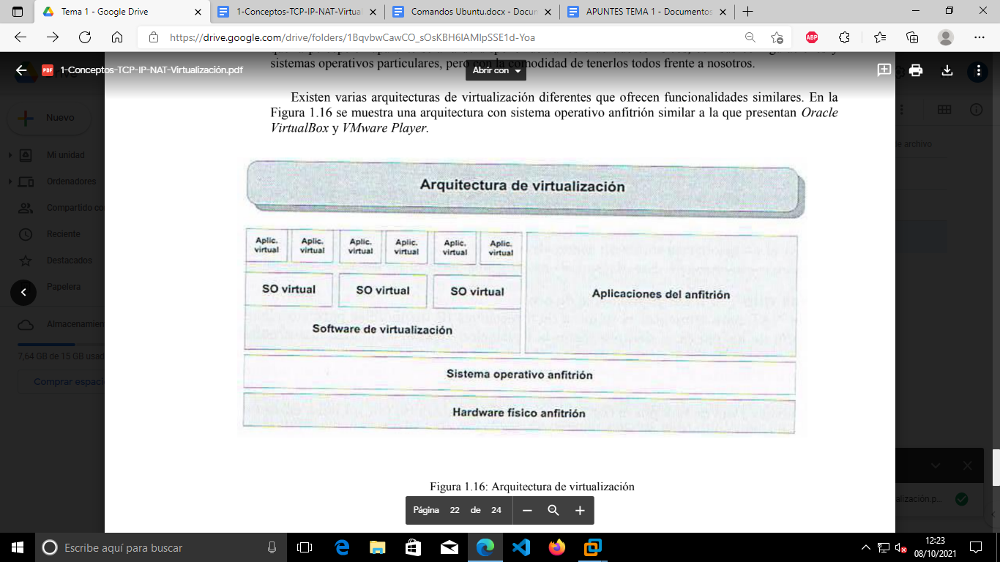 Tema 1 - Google Drive
1-Conceptos-TCP-IP-NAT-Virtual
Comandos Ubuntu.docx - Docum
APUNTES TEMA 1 - Documentos
https://drive.google.com/drive/folders/1BqvbwCawCO_sOsKBH6IAMIpSSE1d-Yoa
ABP
PDF
1-Conceptos-TCP-IP-NAT-Virtualización.pdf
Abrir con
sistemas operativos particulares, pero con la comodidad de tenerlos todos frente a nosotros.
Nuevo
Mi unidad
Ordenadores
Compartido co
Reciente
Destacados
Papelera
Almacenamien
7,64 GB de 15 GB usad
Comprar espaci
de archivo
Existen varias arquitecturas de virtualización diferentes que ofrecen funcionalidades similares. En la
Figura 1.16 se muestra una arquitectura con sistema operativo anfitrión similar a la que presentan Oracle
VirtualBox y VMware Player.
Arquitectura de virtualización
Aplic. virtual
Aplic. virtual
Aplic. virtual
Aplic. virtual
Aplic. virtual
Aplic. virtual
SO virtual
SO virtual
SO virtual
Aplicaciones del anfitrión
Software de virtualización
Sistema operativo anfitrión
Hardware físico anfitrión
Figura 1.16: Arquitectura de virtualización
Página 22 de 24
alización.p...
Escribe aquí para buscar
12:23
08/10/2021